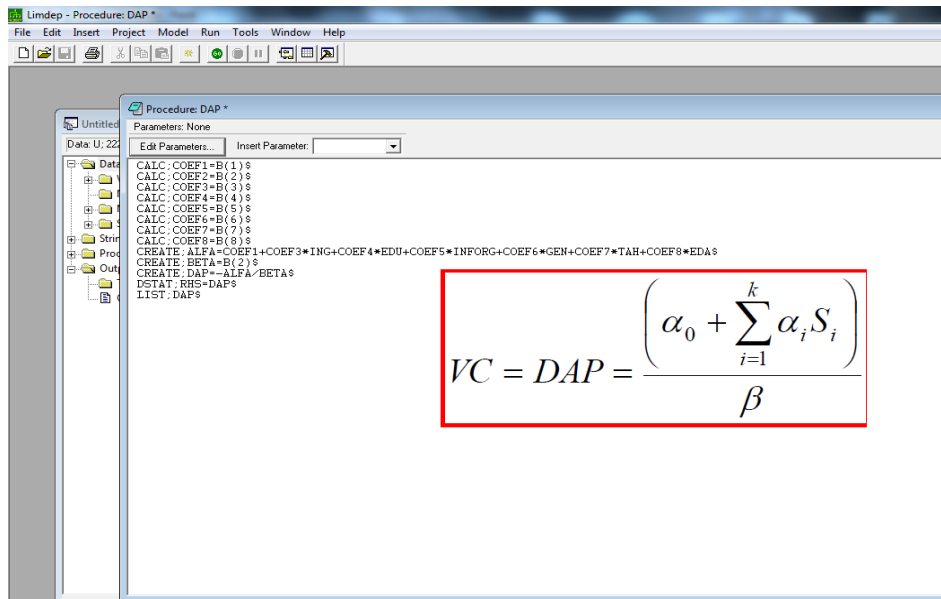 Limdep - Procedure: DAP *
File Edit Insert Project Model Run Tools Window Help
Procedure: DAP *
Untitled
Parameters: None
Data: U; 222
Edit Parameters... Insert Parameter:
Data
CALC;COEF1=B(1)$
CALC;COEF2=B(2)$
CALC;COEF3=B(3)$
CALC;COEF4=B(4)$
CALC;COEF5=B(5)$
CALC;COEF6=B(6)$
CALC;COEF7=B(7)$
CALC;COEF8=B(8)$
CREATE;ALFA=COEF1+COEF3*ING+COEF4*EDU+COEF5*INFORG+COEF6*GEN+COEF7*TAH+COEF8*EDA$
CREATE;BETA=B(2)$
CREATE;DAP=-ALFA/BETA$
DSTAT;RHS=DAP$
LIST;DAP$
Strin
Proc
Outp
VC = DAP = (α0 + ∑ i=1 k αi Si) / β